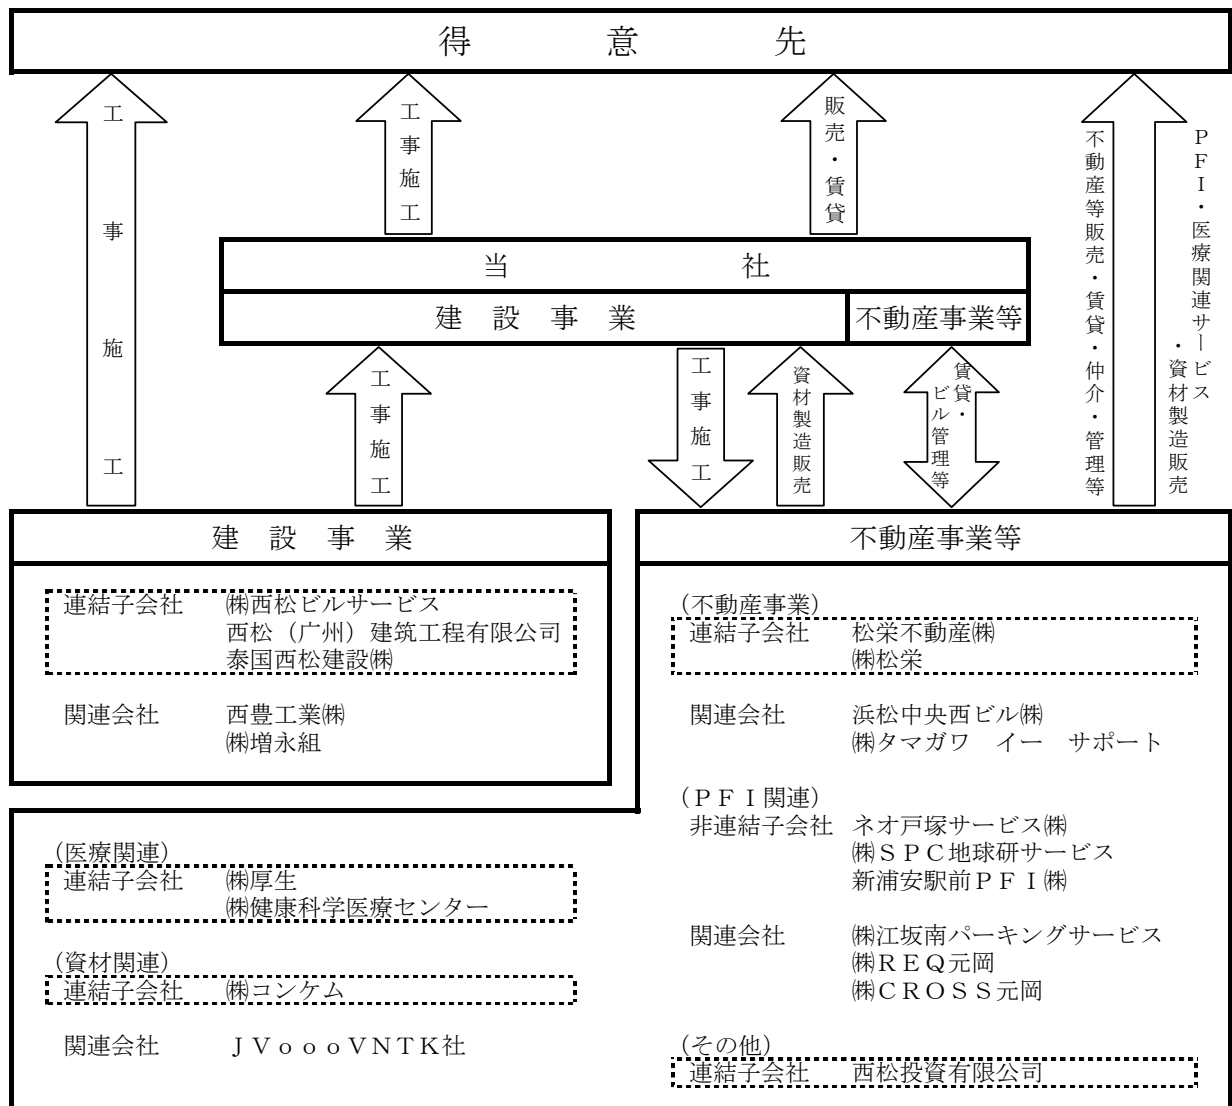 得意先
工事施工
工事施工
販売・賃貸
不動産等販売・賃貸・仲介・管理等
PFI・医療関連サービス
・資材製造販売
当社
建設事業
不動産事業等
工事施工
工事施工
資材製造販売
賃貸・
ビル管理等
建設事業
連結子会社 ㈱西松ビルサービス
西松（广州）建筑工程有限公司
泰国西松建設㈱
関連会社 西豊工業㈱
㈱増永組
不動産事業等
（不動産事業）
連結子会社 松栄不動産㈱
㈱松栄
関連会社 浜松中央西ビル㈱
㈱タマガワ　イー　サポート
（ＰＦＩ関連）
非連結子会社 ネオ戸塚サービス㈱
㈱ＳＰＣ地球研サービス
新浦安駅前ＰＦＩ㈱
関連会社 ㈱江坂南パーキングサービス
㈱ＲＥＱ元岡
㈱ＣＲＯＳＳ元岡
（その他）
連結子会社 西松投資有限公司
（医療関連）
連結子会社 ㈱厚生
㈱健康科学医療センター
（資材関連）
連結子会社 ㈱コンケム
関連会社 ＪＶｏｏｏＶＮＴＫ社